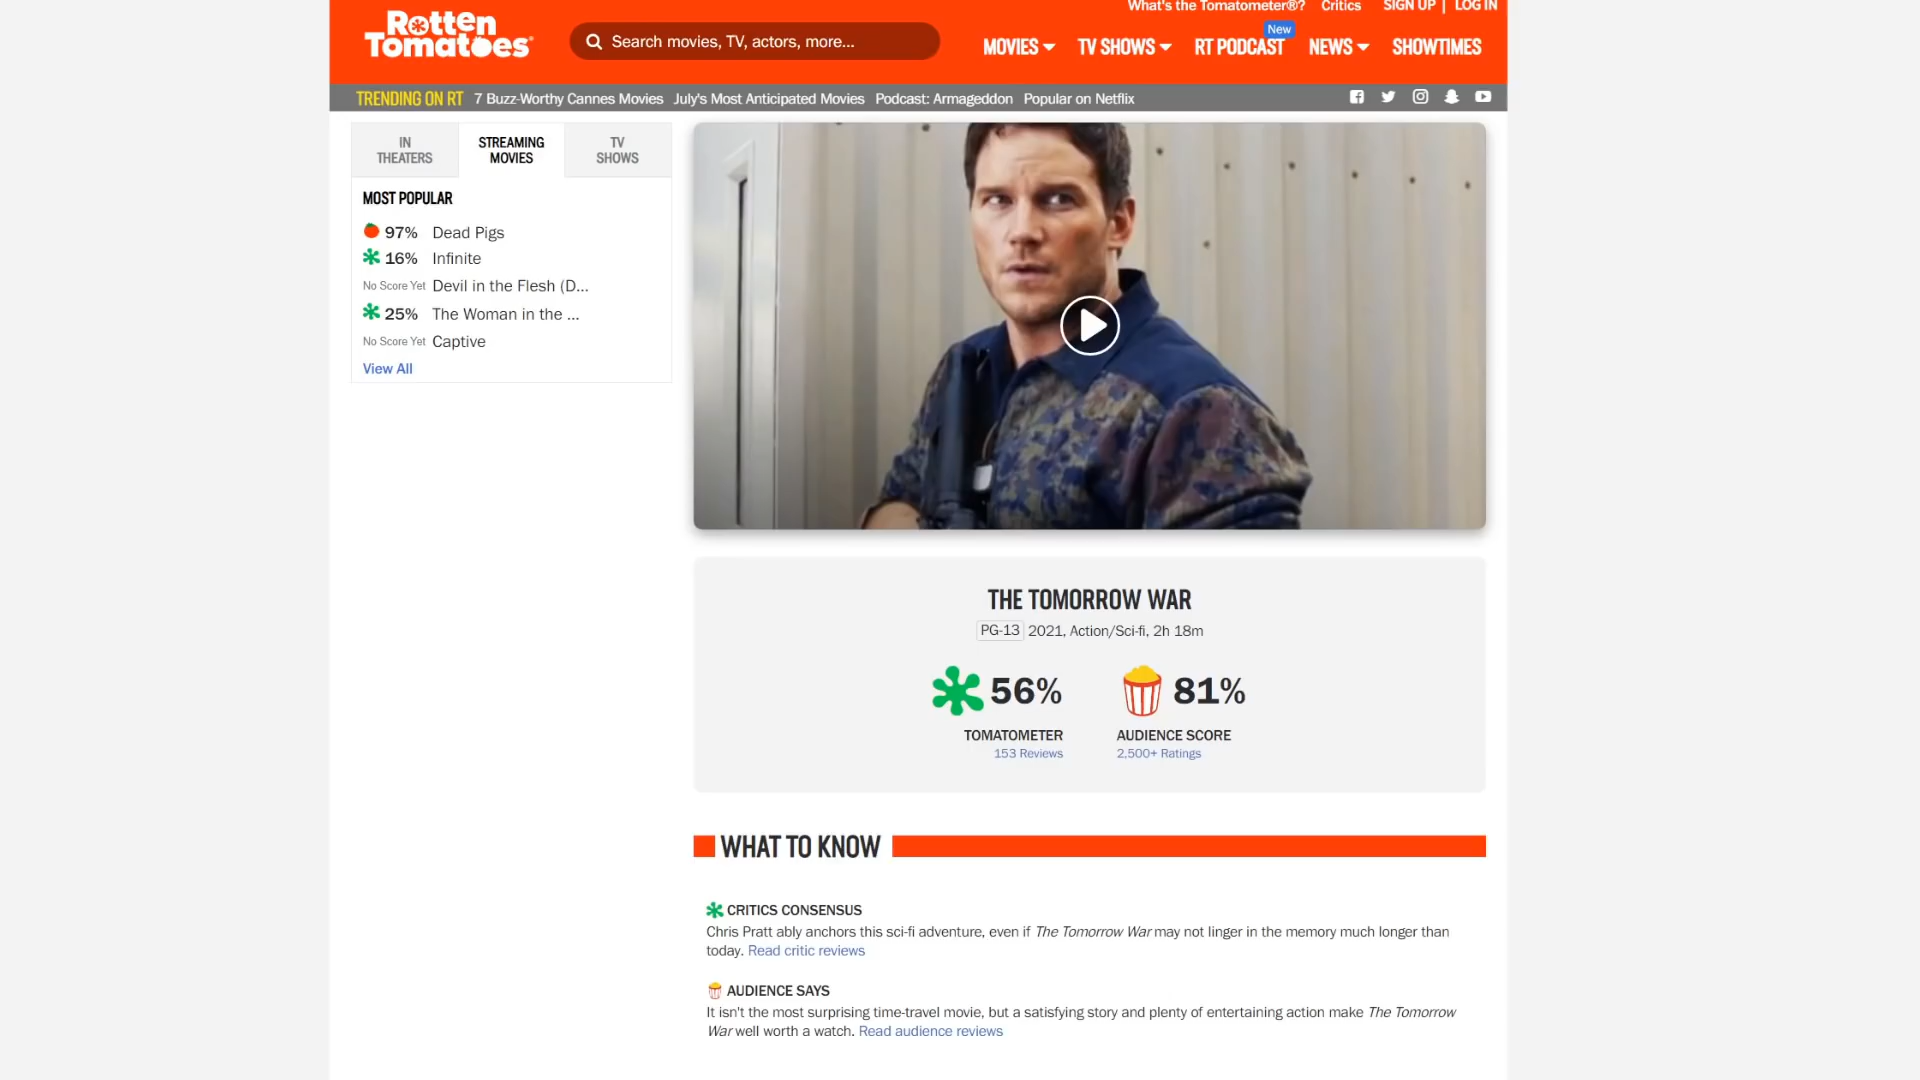 What's the Tomatometer®? Critics SIGN UP | LOG IN
Rotten
Tomatoes®
Search movies, TV, actors, more...
MOVIES TV SHOWS RT PODCAST New NEWS SHOWTIMES
TRENDING ON RT 7 Buzz-Worthy Cannes Movies July's Most Anticipated Movies Podcast: Armageddon Popular on Netflix
IN
THEATERS
STREAMING
MOVIES
TV
SHOWS
MOST POPULAR
97% Dead Pigs
16% Infinite
No Score Yet Devil in the Flesh (D...
25% The Woman in the ...
No Score Yet Captive
View All
THE TOMORROW WAR
PG-13 2021, Action/Sci-fi, 2h 18m
56% 81%
TOMATOMETER AUDIENCE SCORE
153 Reviews 2,500+ Ratings
WHAT TO KNOW
CRITICS CONSENSUS
Chris Pratt ably anchors this sci-fi adventure, even if The Tomorrow War may not linger in the memory much longer than
today. Read critic reviews
AUDIENCE SAYS
It isn't the most surprising time-travel movie, but a satisfying story and plenty of entertaining action make The Tomorrow
War well worth a watch. Read audience reviews